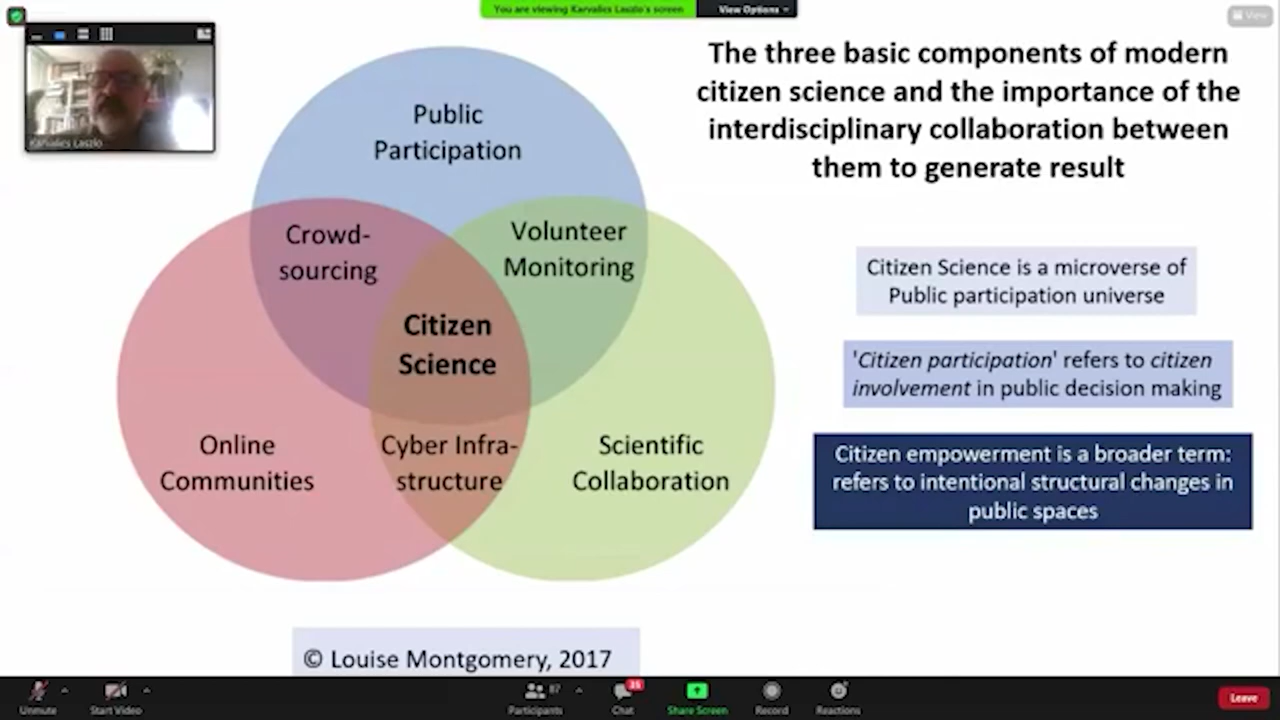 You are viewing Karvalics Laszlo's screen
View Options
View
Karvalics Laszlo
The three basic components of modern
citizen science and the importance of the
interdisciplinary collaboration between
them to generate result
Public
Participation
Crowd-
sourcing
Volunteer
Monitoring
Citizen
Science
Online
Communities
Cyber Infra-
structure
Scientific
Collaboration
Citizen Science is a microverse of
Public participation universe
'Citizen participation' refers to citizen
involvement in public decision making
Citizen empowerment is a broader term:
refers to intentional structural changes in
public spaces
© Louise Montgomery, 2017
Unmute
Start Video
Participants
87
Chat
35
Share Screen
Record
Reactions
Leave